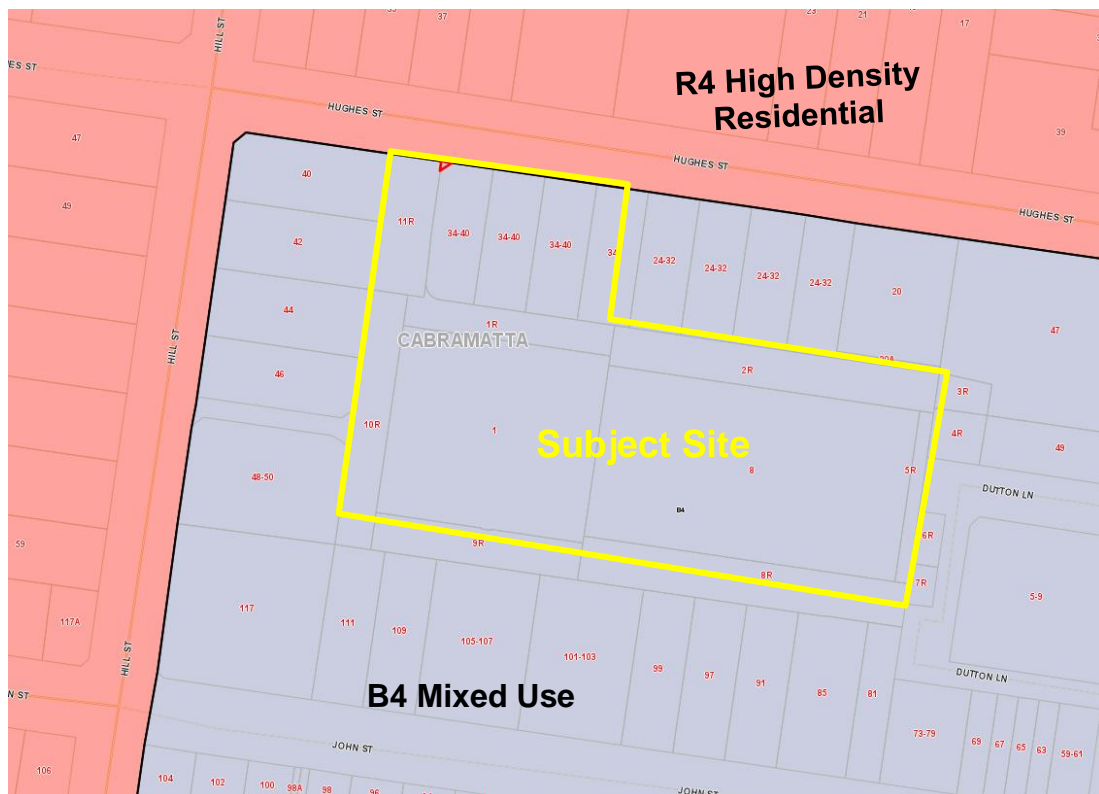 37
23
21
17
HILL ST
R4 High Density
Residential
ES ST
HUGHES ST
47
39
HUGHES ST
40
49
11R
HUGHES ST
34-40
34-40
34-40
34
42
24-32
24-32
24-32
24-32
20
47
44
1R
CABRAMATTA
HILL ST
2R
46
3R
10R
1
Subject Site
4R
49
8
5R
48-50
DUTTON LN
B4
6R
59
9R
8R
7R
5-9
117
111
109
105-107
101-103
99
97
91
85
81
117A
HILL ST
DUTTON LN
B4 Mixed Use
N ST
73-79
69
67
65
63
59-61
JOHN ST
106
104
102
100
98A
98
96
JOHN ST